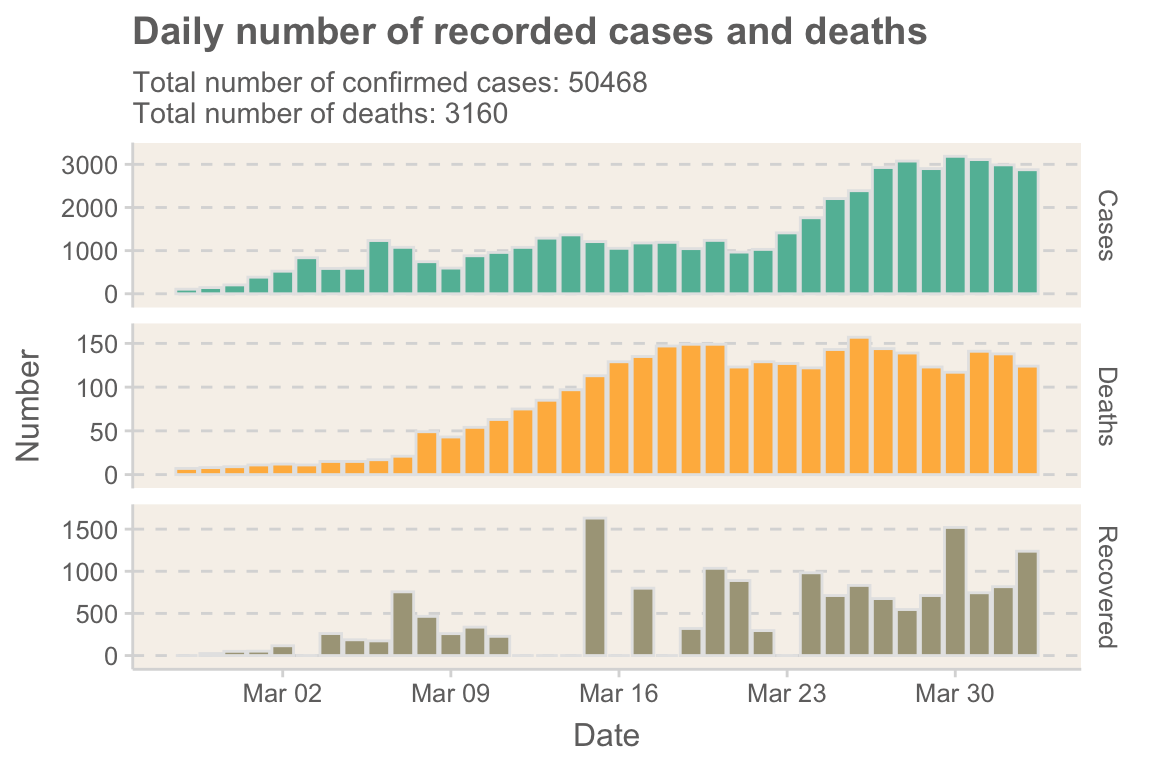 Daily number of recorded cases and deaths
Total number of confirmed cases: 50468
Total number of deaths: 3160
3000
2000
1000
0
Cases
150
100
50
0
Deaths
1500
1000
500
0
Recovered
Number
Mar 02 Mar 09 Mar 16 Mar 23 Mar 30
Date